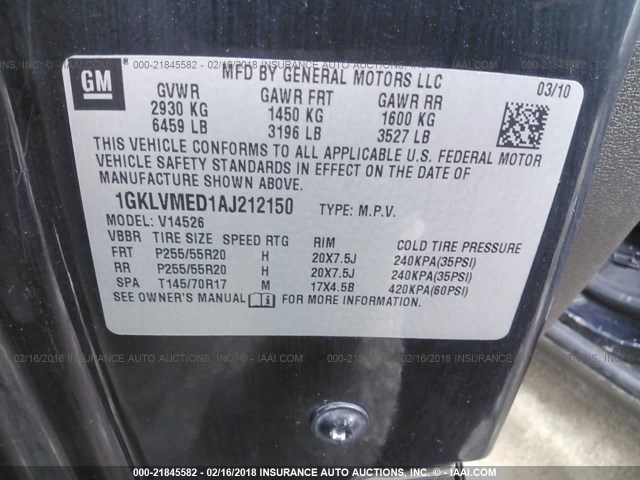 000-21845582 - 02/16/2018 INSURANCE AUTO AUCTIONS - © - IAAI.COM
GM
MFD BY GENERAL MOTORS LLC
03/10
GVWR GAWR FRT GAWR RR
2930 KG 1450 KG 1600 KG
6459 LB 3196 LB 3527 LB
THIS VEHICLE CONFORMS TO ALL APPLICABLE U.S. FEDERAL MOTOR
VEHICLE SAFETY STANDARDS IN EFFECT ON THE DATE OF
MANUFACTURE SHOWN ABOVE.
1GKLVMED1AJ212150 TYPE: M.P.V.
MODEL: V14526
VBBR TIRE SIZE SPEED RTG RIM COLD TIRE PRESSURE
FRT P255/55R20 H 20X7.5J 240KPA(35PSI)
RR P255/55R20 H 20X7.5J 240KPA(35PSI)
SPA T145/70R17 M 17X4.5B 420KPA(60PSI)
SEE OWNER'S MANUAL FOR MORE INFORMATION.
000-21845582 - 02/16/2018 INSURANCE AUTO AUCTIONS - © - IAAI.COM